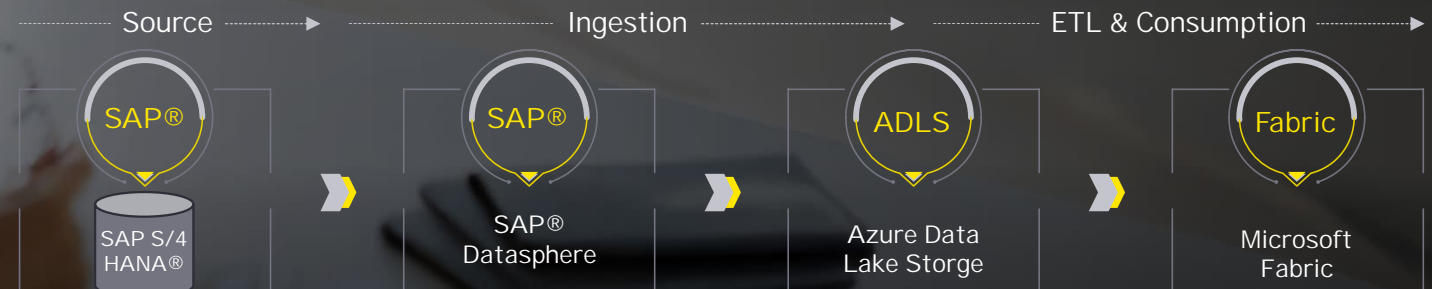 Source
Ingestion
ETL & Consumption
SAP®
SAP®
ADLS
Fabric
SAP S/4
HANA®
SAP®
Datasphere
Azure Data
Lake Storge
Microsoft
Fabric